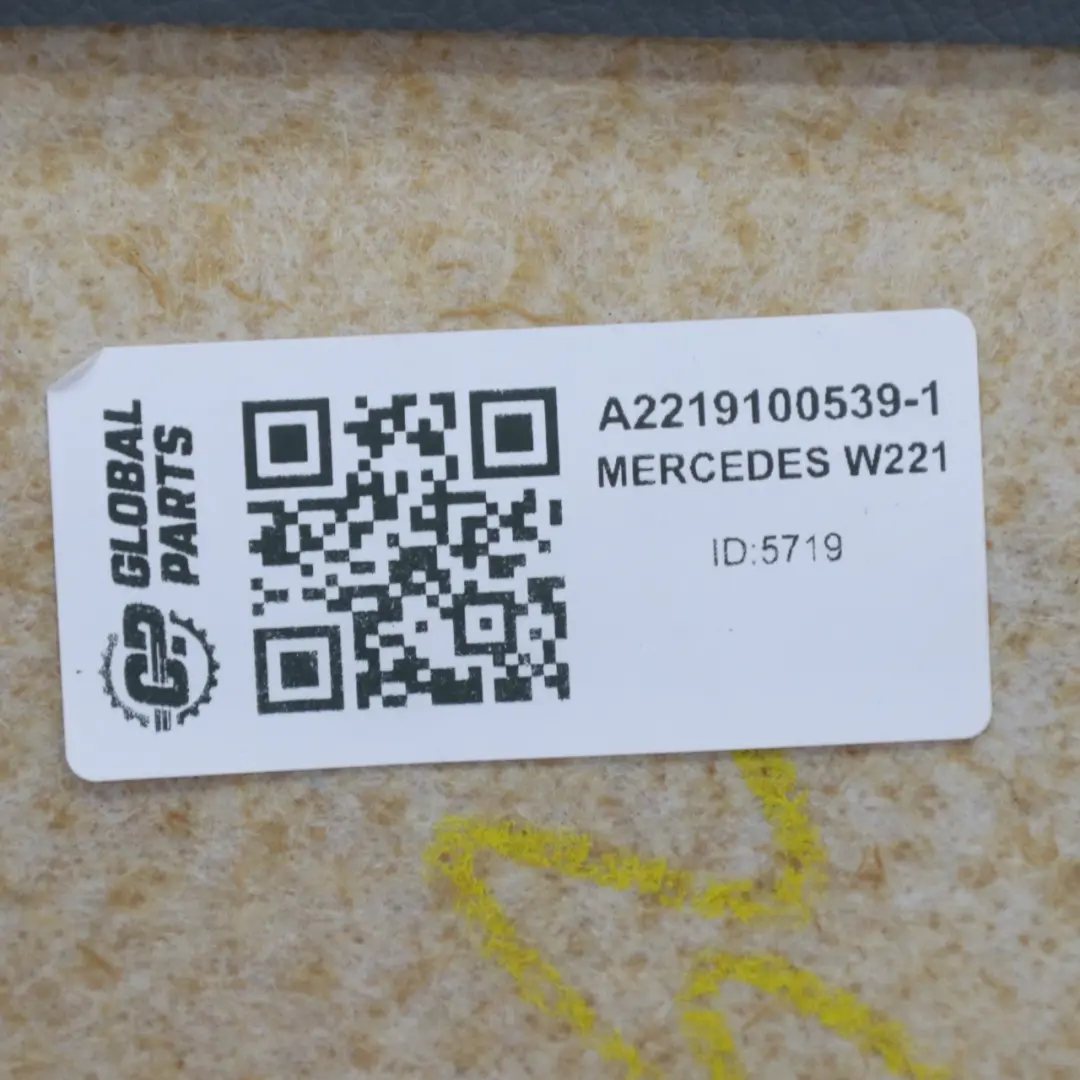 GLOBAL
PARTS
A2219100539-1
MERCEDES W221
ID:5719